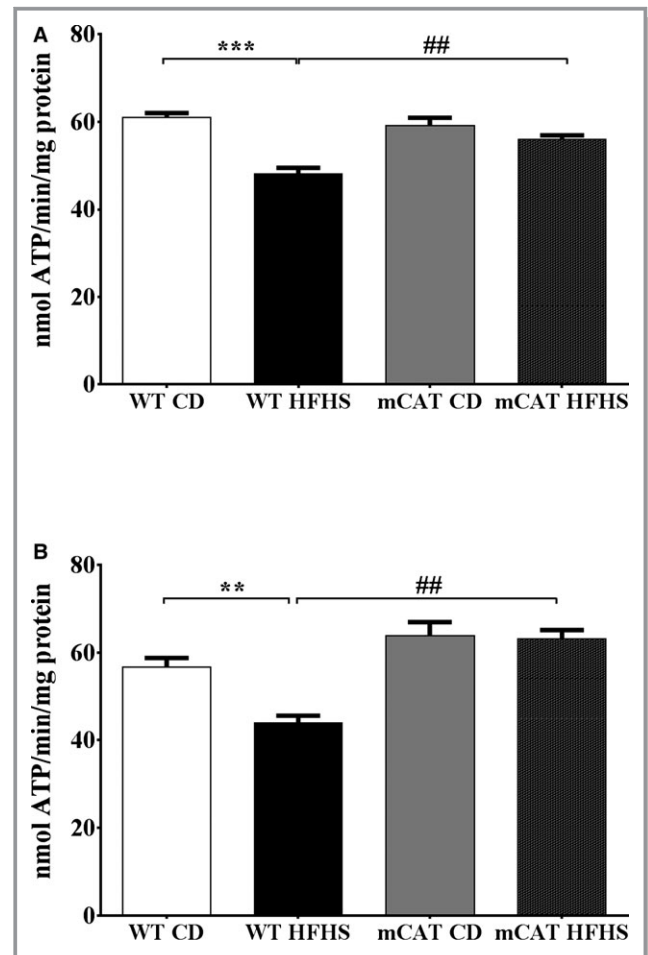 A
nmol ATP/min/mg protein
80
60
40
20
0
***
##
WT CD WT HFHS mCAT CD mCAT HFHS
B
nmol ATP/min/mg protein
80
60
40
20
0
**
##
WT CD WT HFHS mCAT CD mCAT HFHS